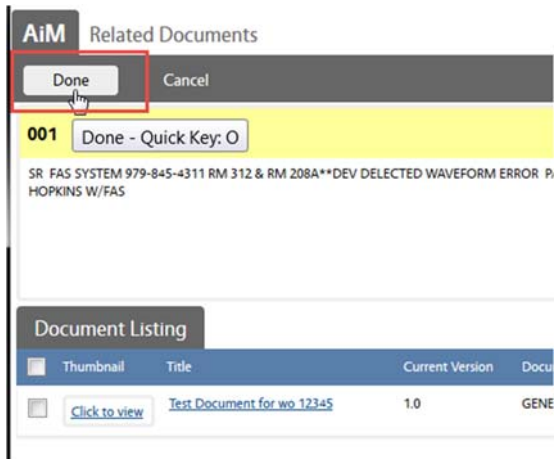 AiM Related Documents
Done Cancel
001 Done - Quick Key: O
SR FAS SYSTEM 979-845-4311 RM 312 & RM 208A**DEV DELECTED WAVEFORM ERROR
HOPKINS W/FAS
Document Listing
Thumbnail Title Current Version
Click to view Test Document for wo 12345 1.0